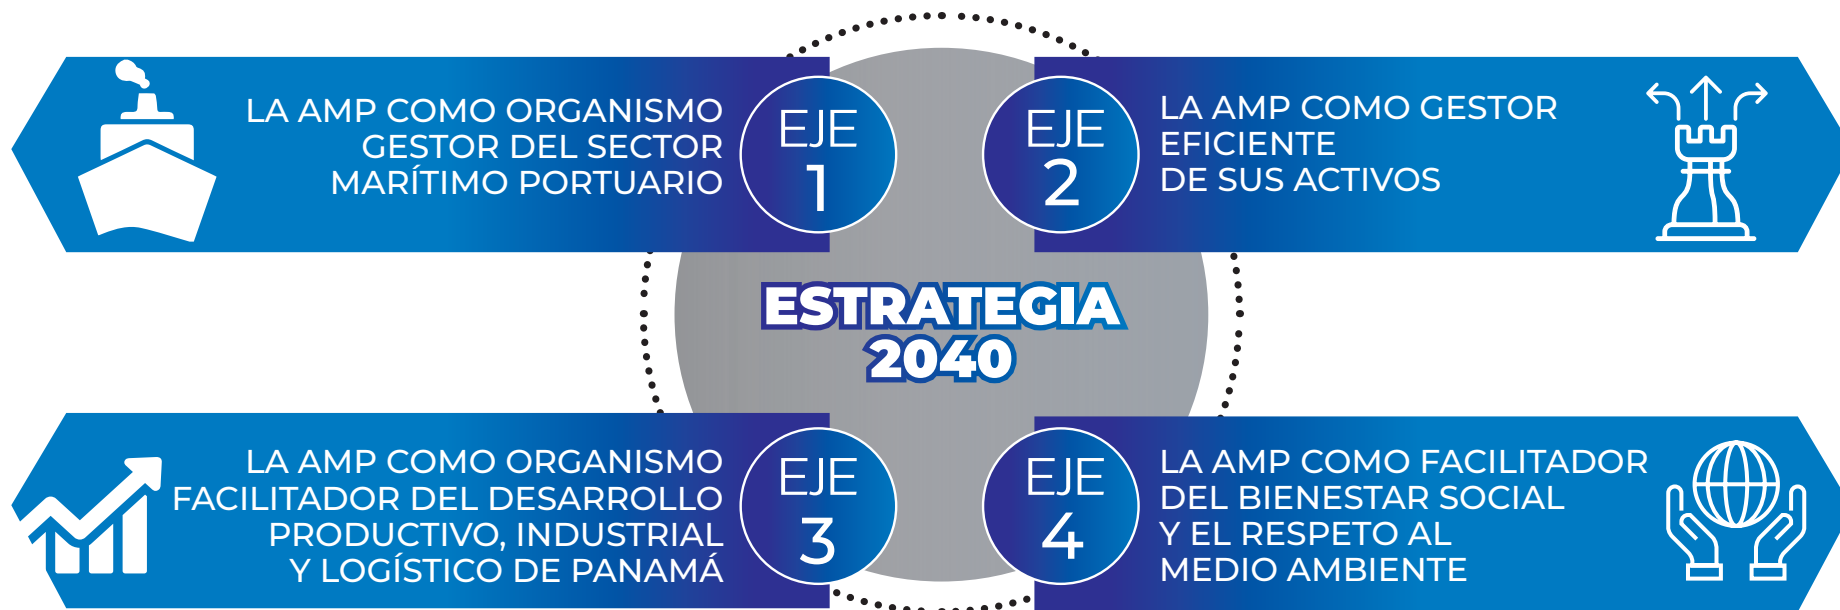 LA AMP COMO ORGANISMO
GESTOR DEL SECTOR
MARÍTIMO PORTUARIO
EJE
1
EJE
2
LA AMP COMO GESTOR
EFICIENTE
DE SUS ACTIVOS
ESTRATEGIA
2040
LA AMP COMO ORGANISMO
FACILITADOR DEL DESARROLLO
PRODUCTIVO, INDUSTRIAL
Y LOGÍSTICO DE PANAMÁ
EJE
3
EJE
4
LA AMP COMO FACILITADOR
DEL BIENESTAR SOCIAL
Y EL RESPETO AL
MEDIO AMBIENTE